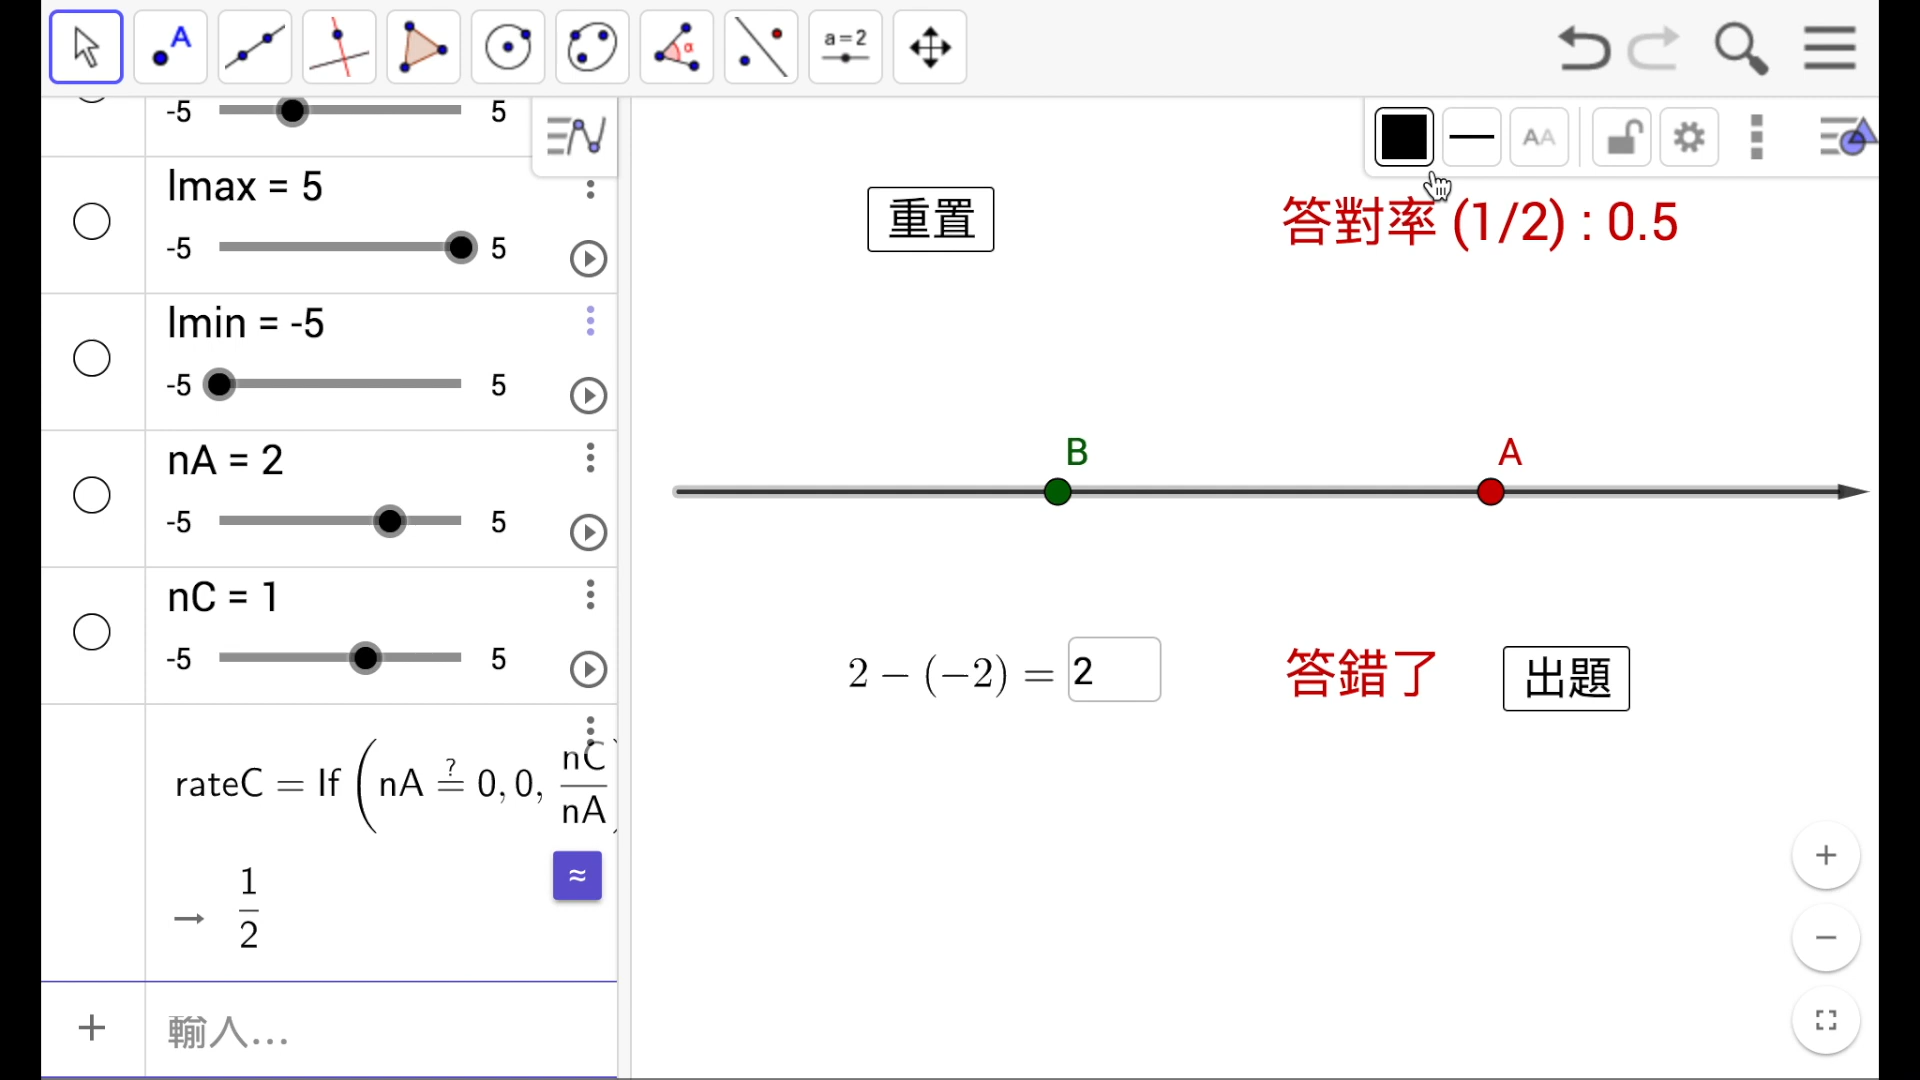 A
α
a=2
-5 5
AA
lmax = 5
-5 5
重置
答對率 (1/2) : 0.5
lmin = -5
-5 5
nA = 2
-5 5
B
A
nC = 1
-5 5
2 − (−2) = 2
答錯了
出題
rateC = If (nA ≟ 0, 0, nC/nA)
≈
→ 1/2
+
−
+ 輸入…